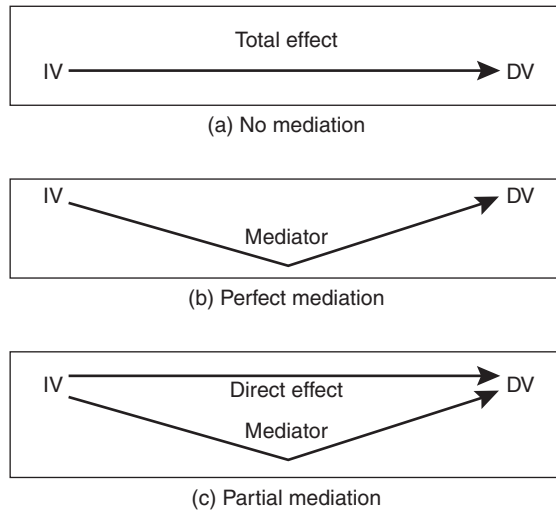 Total effect
IV DV
(a) No mediation
IV DV
Mediator
(b) Perfect mediation
IV DV
Direct effect
Mediator
(c) Partial mediation